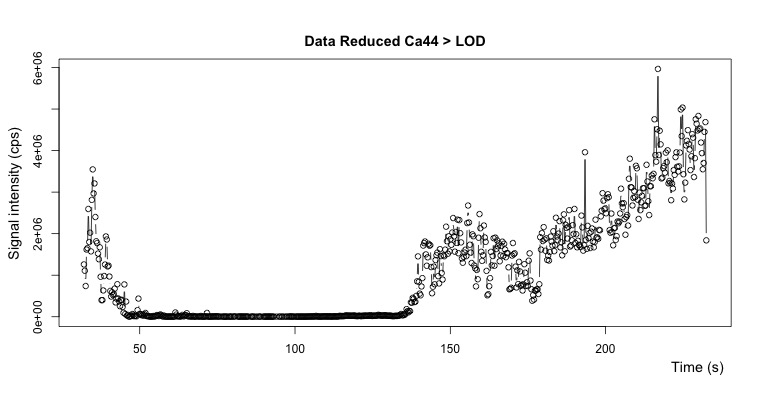 Data Reduced Ca44 > LOD
Signal intensity (cps)
6e+06
4e+06
2e+06
0e+00
50 100 150 200
Time (s)